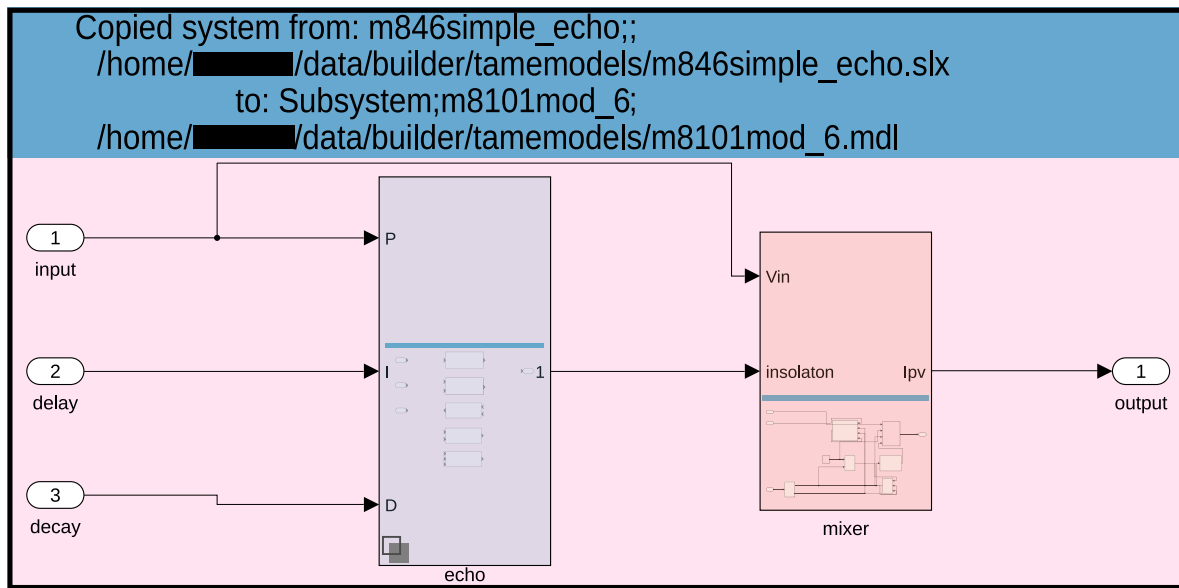 Copied system from: m846simple_echo;;
/home/ /data/builder/tamemodels/m846simple_echo.slx
to: Subsystem;m8101mod_6;
/home/ /data/builder/tamemodels/m8101mod_6.mdl
1
input
P
Vin
2
delay
I
1
insolaton
Ipv
1
output
3
decay
D
echo
mixer